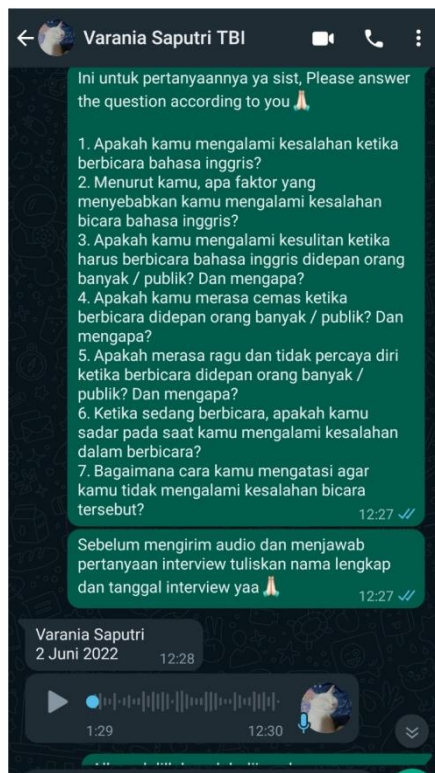 Varania Saputri TBI
Ini untuk pertanyaannya ya sist, Please answer
the question according to you 🙏🏻
1. Apakah kamu mengalami kesalahan ketika
berbicara bahasa inggris?
2. Menurut kamu, apa faktor yang
menyebabkan kamu mengalami kesalahan
bicara bahasa inggris?
3. Apakah kamu mengalami kesulitan ketika
harus berbicara bahasa inggris didepan orang
banyak / publik? Dan mengapa?
4. Apakah kamu merasa cemas ketika
berbicara didepan orang banyak / publik? Dan
mengapa?
5. Apakah merasa ragu dan tidak percaya diri
ketika berbicara didepan orang banyak /
publik? Dan mengapa?
6. Ketika sedang berbicara, apakah kamu
sadar pada saat kamu mengalami kesalahan
dalam berbicara?
7. Bagaimana cara kamu mengatasi agar
kamu tidak mengalami kesalahan bicara
tersebut?
12:27
Sebelum mengirim audio dan menjawab
pertanyaan interview tuliskan nama lengkap
dan tanggal interview yaa 🙏🏻
12:27
Varania Saputri
2 Juni 2022
12:28
1:29
12:30